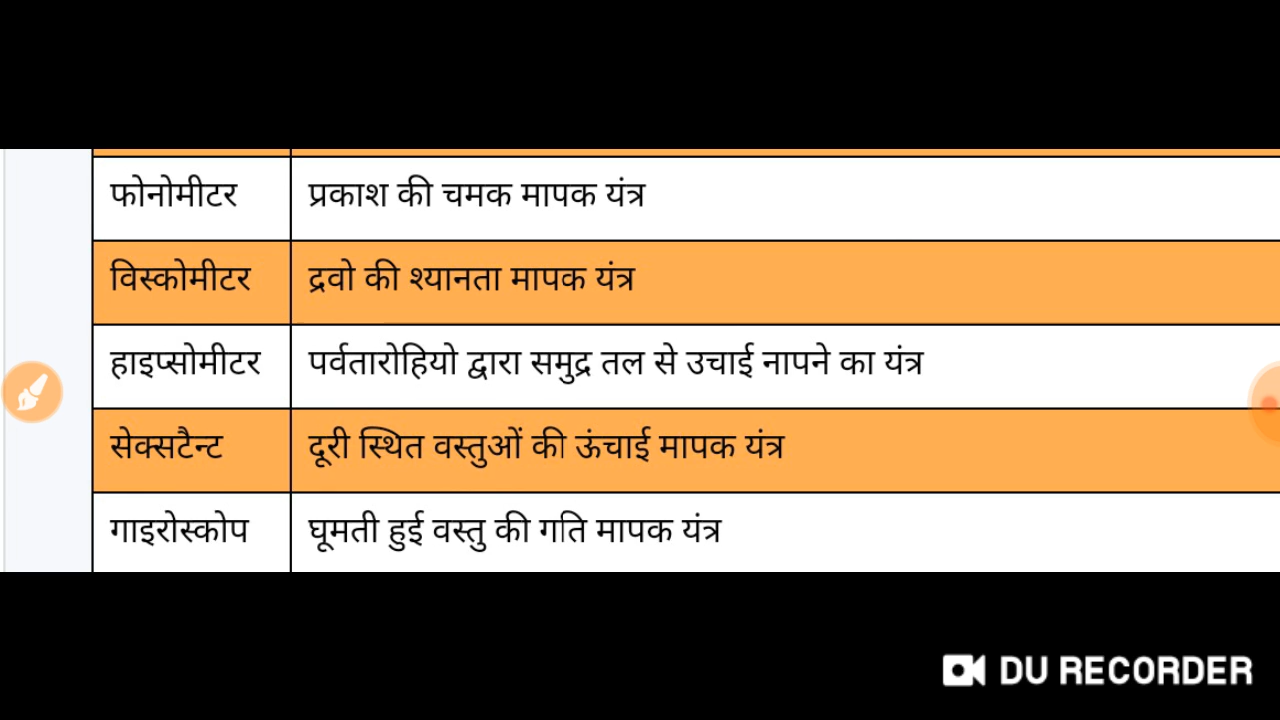 फोनोमीटर प्रकाश की चमक मापक यंत्र
विस्कोमीटर द्रवो की श्यानता मापक यंत्र
हाइप्सोमीटर पर्वतारोहियो द्वारा समुद्र तल से उचाई नापने का यंत्र
सेक्सटैन्ट दूरी स्थित वस्तुओं की ऊंचाई मापक यंत्र
गाइरोस्कोप घूमती हुई वस्तु की गति मापक यंत्र
DU RECORDER